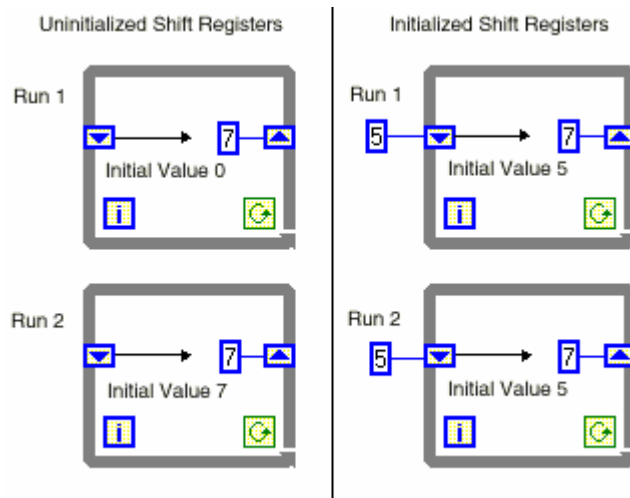 Uninitialized Shift Registers
Run 1
7
Initial Value 0
i
Run 2
7
Initial Value 7
i
Initialized Shift Registers
Run 1
5
7
Initial Value 5
i
Run 2
5
7
Initial Value 5
i